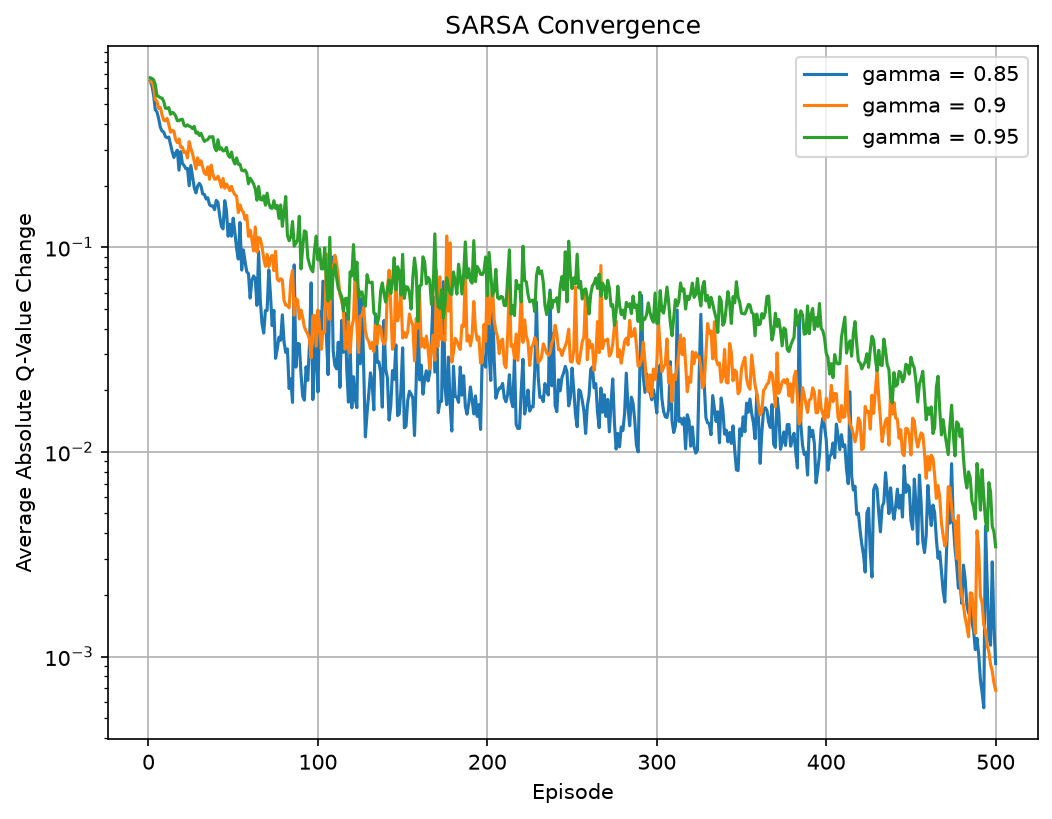 SARSA Convergence
gamma = 0.85
gamma = 0.9
gamma = 0.95
Average Absolute Q-Value Change
10⁻¹
10⁻²
10⁻³
0 100 200 300 400 500
Episode